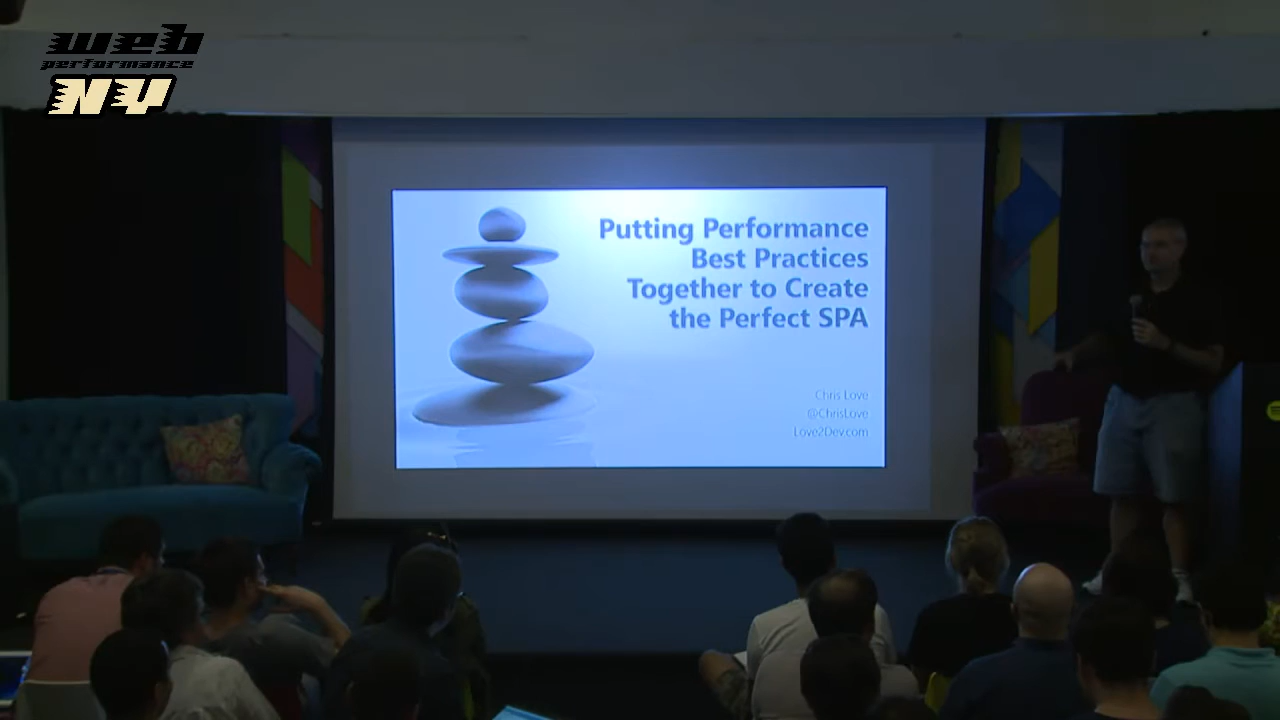 web
performance
NY
Putting Performance
Best Practices
Together to Create
the Perfect SPA
Chris Love
@ChrisLove
Love2Dev.com